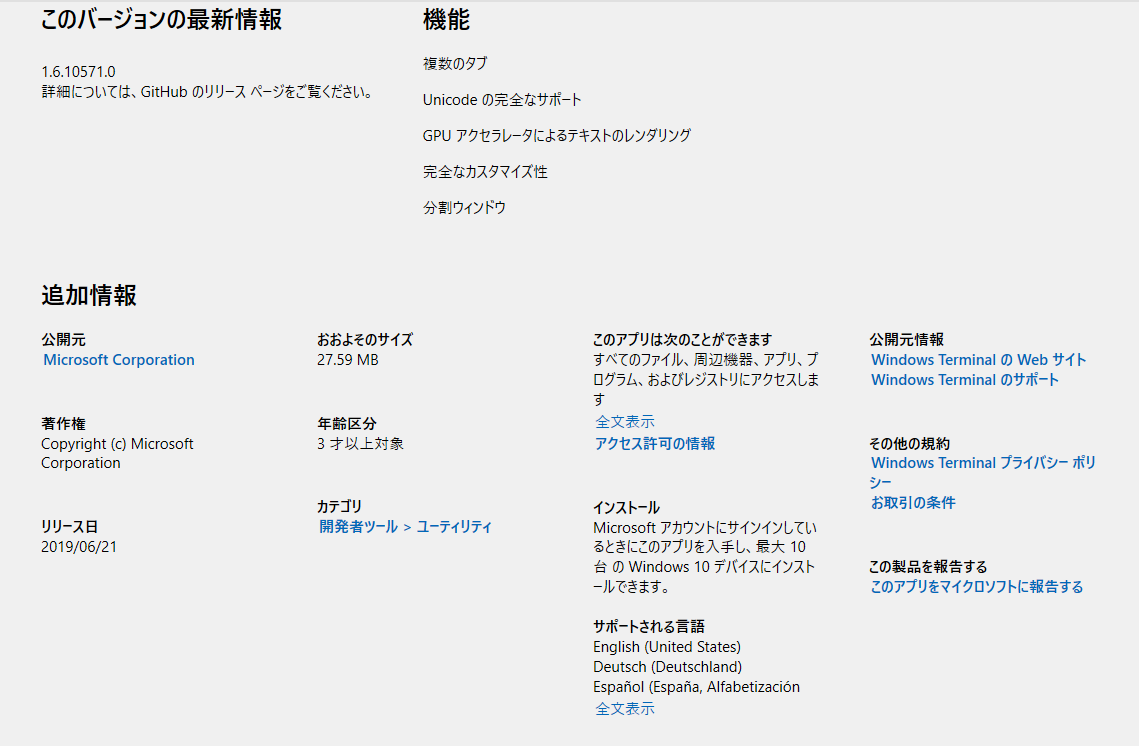 このバージョンの最新情報
1.6.10571.0
詳細については、GitHub のリリース ページをご覧ください。
機能
複数のタブ
Unicode の完全なサポート
GPU アクセラレータによるテキストのレンダリング
完全なカスタマイズ性
分割ウィンドウ
追加情報
公開元
Microsoft Corporation
著作権
Copyright (c) Microsoft
Corporation
リリース日
2019/06/21
おおよそのサイズ
27.59 MB
年齢区分
3 才以上対象
カテゴリ
開発者ツール > ユーティリティ
このアプリは次のことができます
すべてのファイル、周辺機器、アプリ、プ
ログラム、およびレジストリにアクセスしま
す
全文表示
アクセス許可の情報
インストール
Microsoft アカウントにサインインしてい
るときにこのアプリを入手し、最大 10
台 の Windows 10 デバイスにインスト
ールできます。
サポートされる言語
English (United States)
Deutsch (Deutschland)
Español (España, Alfabetización
全文表示
公開元情報
Windows Terminal の Web サイト
Windows Terminal のサポート
その他の規約
Windows Terminal プライバシー ポリ
シー
お取引の条件
この製品を報告する
このアプリをマイクロソフトに報告する